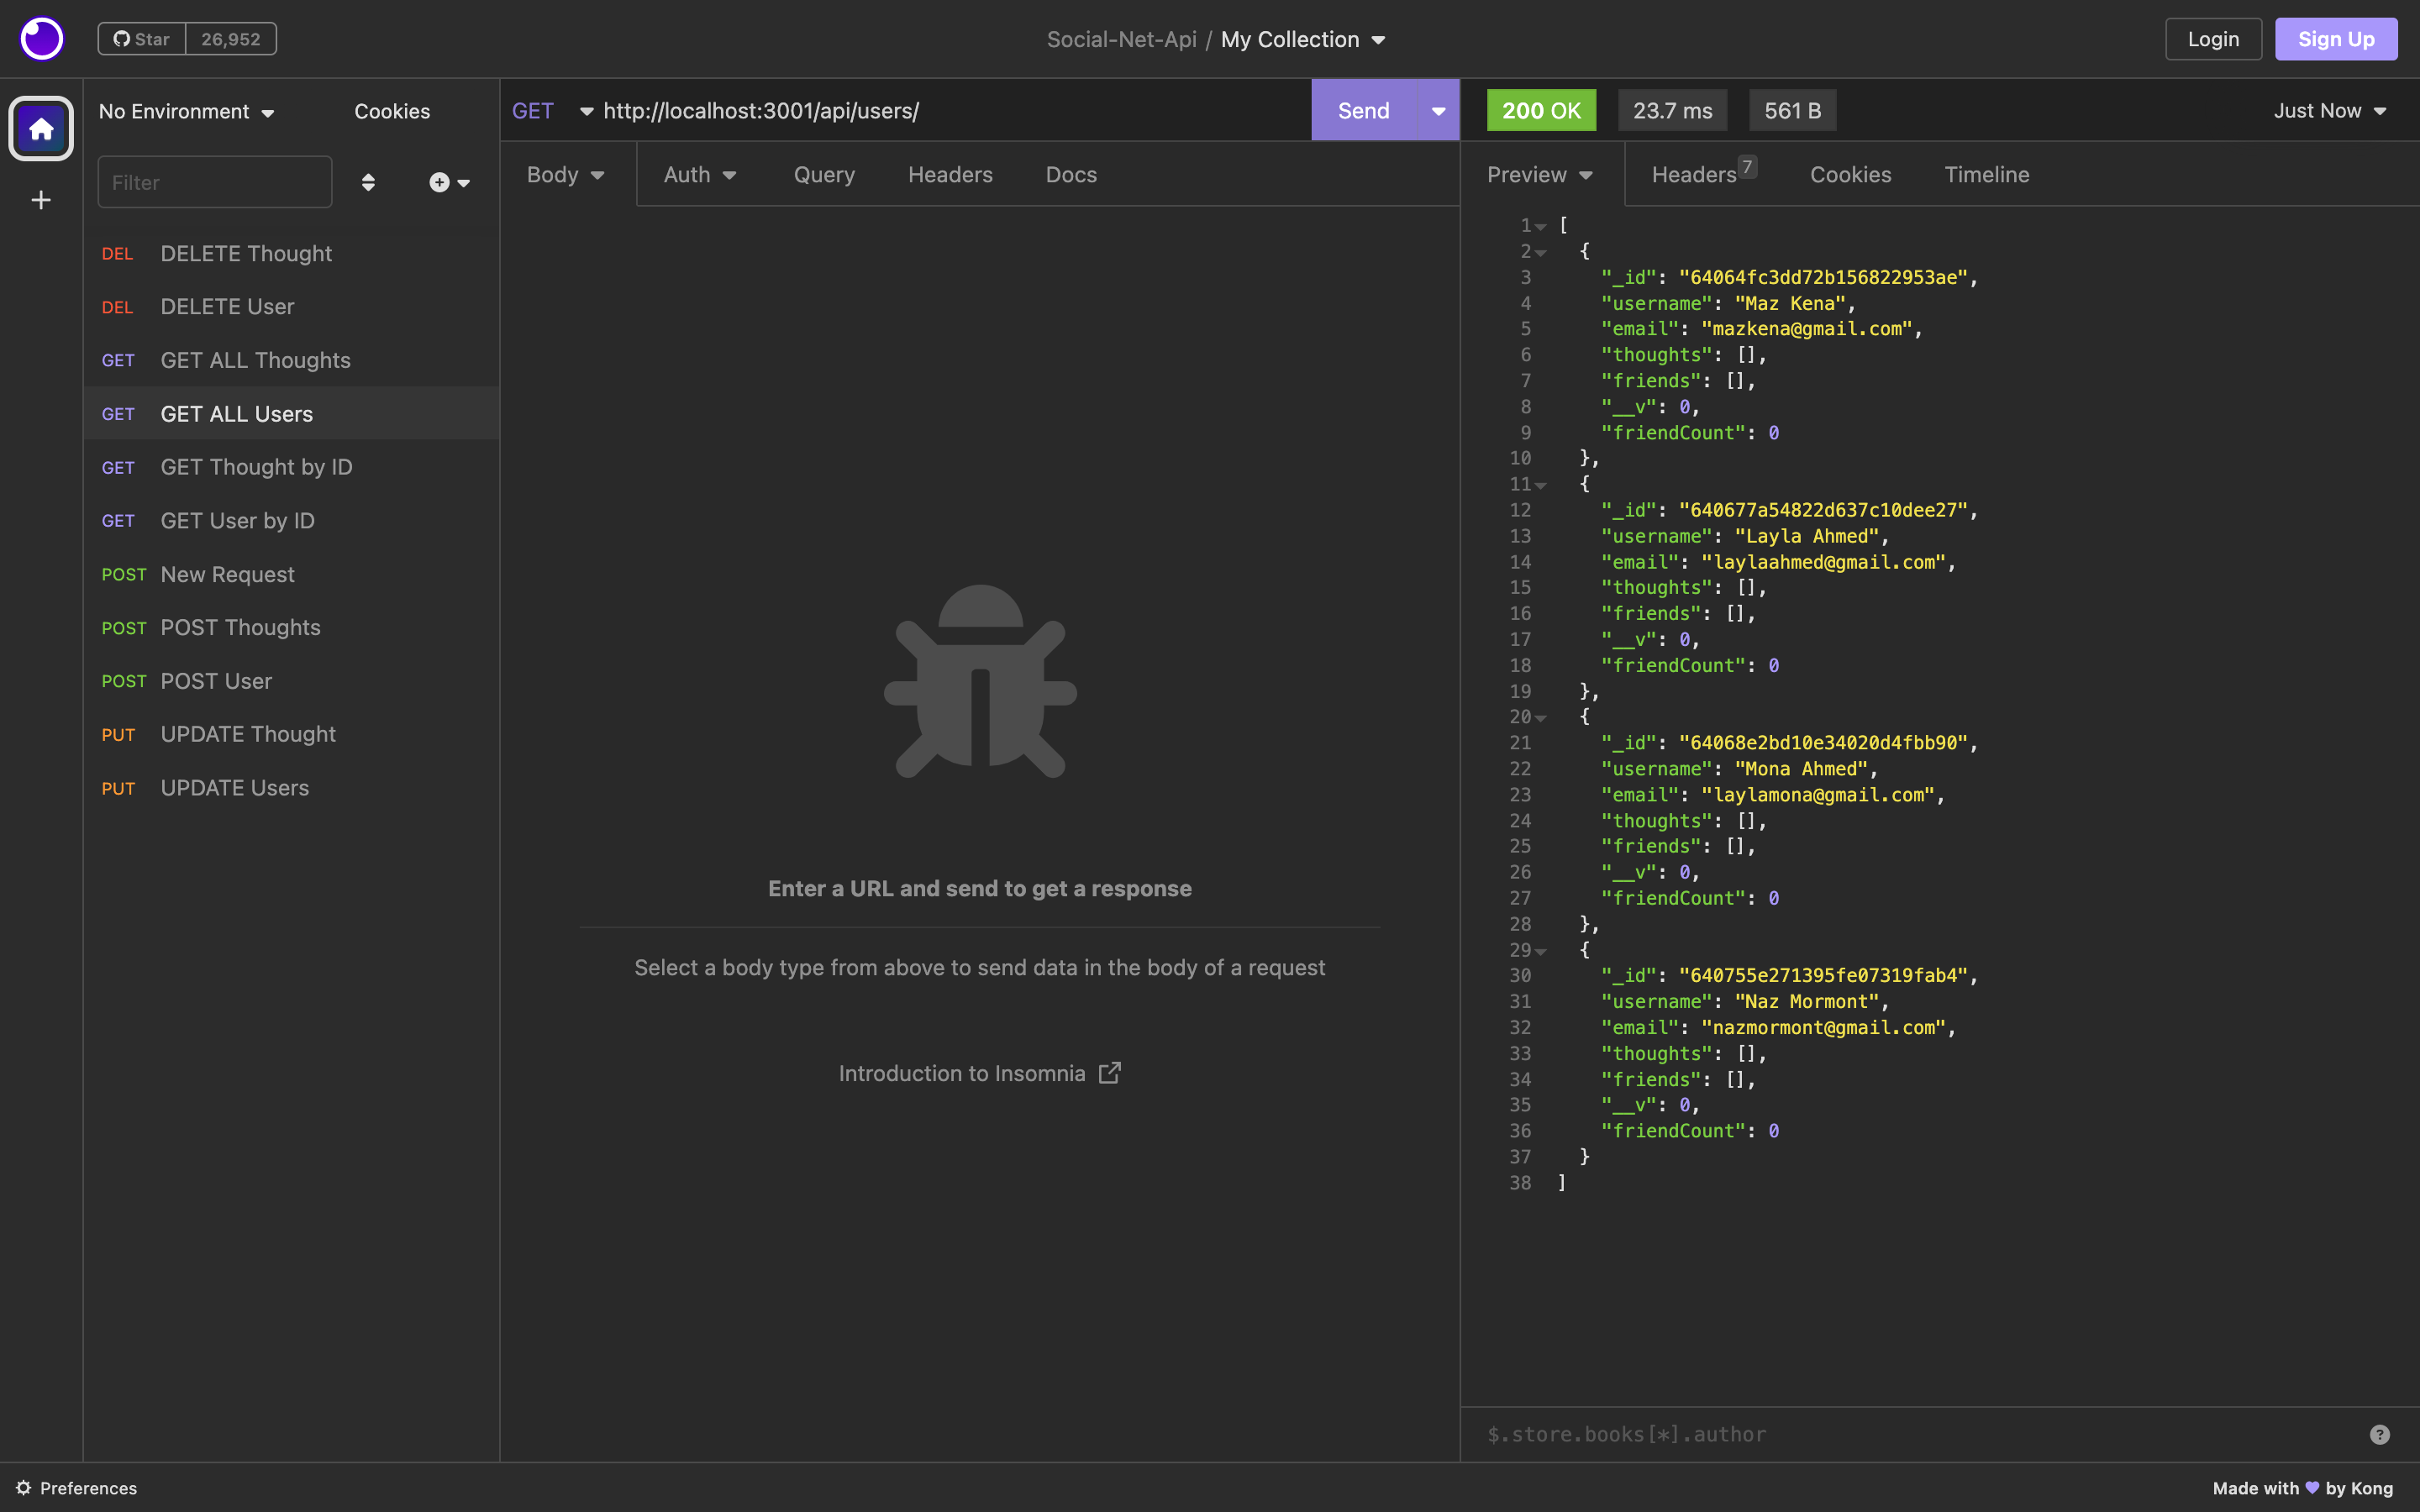 Star 26,952
Social-Net-Api / My Collection
Login
Sign Up
No Environment
Cookies
Filter
DEL DELETE Thought
DEL DELETE User
GET GET ALL Thoughts
GET GET ALL Users
GET GET Thought by ID
GET GET User by ID
POST New Request
POST POST Thoughts
POST POST User
PUT UPDATE Thought
PUT UPDATE Users
GET http://localhost:3001/api/users/ Send
Body Auth Query Headers Docs
Enter a URL and send to get a response
Select a body type from above to send data in the body of a request
Introduction to Insomnia
200 OK 23.7 ms 561 B Just Now
Preview Headers 7 Cookies Timeline
1 [
2 {
3 "_id": "64064fc3dd72b156822953ae",
4 "username": "Maz Kena",
5 "email": "mazkena@gmail.com",
6 "thoughts": [],
7 "friends": [],
8 "__v": 0,
9 "friendCount": 0
10 },
11 {
12 "_id": "640677a54822d637c10dee27",
13 "username": "Layla Ahmed",
14 "email": "laylaahmed@gmail.com",
15 "thoughts": [],
16 "friends": [],
17 "__v": 0,
18 "friendCount": 0
19 },
20 {
21 "_id": "64068e2bd10e34020d4fbb90",
22 "username": "Mona Ahmed",
23 "email": "laylamona@gmail.com",
24 "thoughts": [],
25 "friends": [],
26 "__v": 0,
27 "friendCount": 0
28 },
29 {
30 "_id": "640755e271395fe07319fab4",
31 "username": "Naz Mormont",
32 "email": "nazmormont@gmail.com",
33 "thoughts": [],
34 "friends": [],
35 "__v": 0,
36 "friendCount": 0
37 }
38 ]
$.store.books[*].author
Preferences
Made with 💜 by Kong